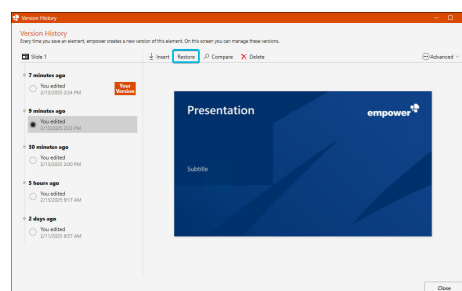 Version History
Version History
Every time you save an element, empower creates a new version of this element. On this screen you can manage these versions.
Slide 1
Insert Restore Compare Delete Advanced
7 minutes ago
You edited
2/13/2025 2:24 PM
Your
Version
9 minutes ago
You edited
2/13/2025 2:22 PM
30 minutes ago
You edited
2/13/2025 2:00 PM
5 hours ago
You edited
2/13/2025 9:17 AM
2 days ago
You edited
2/11/2025 8:57 AM
Presentation
empower
Subtitle
Close